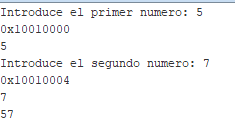 Introduce el primer numero: 5
0x10010000
5
Introduce el segundo numero: 7
0x10010004
7
57